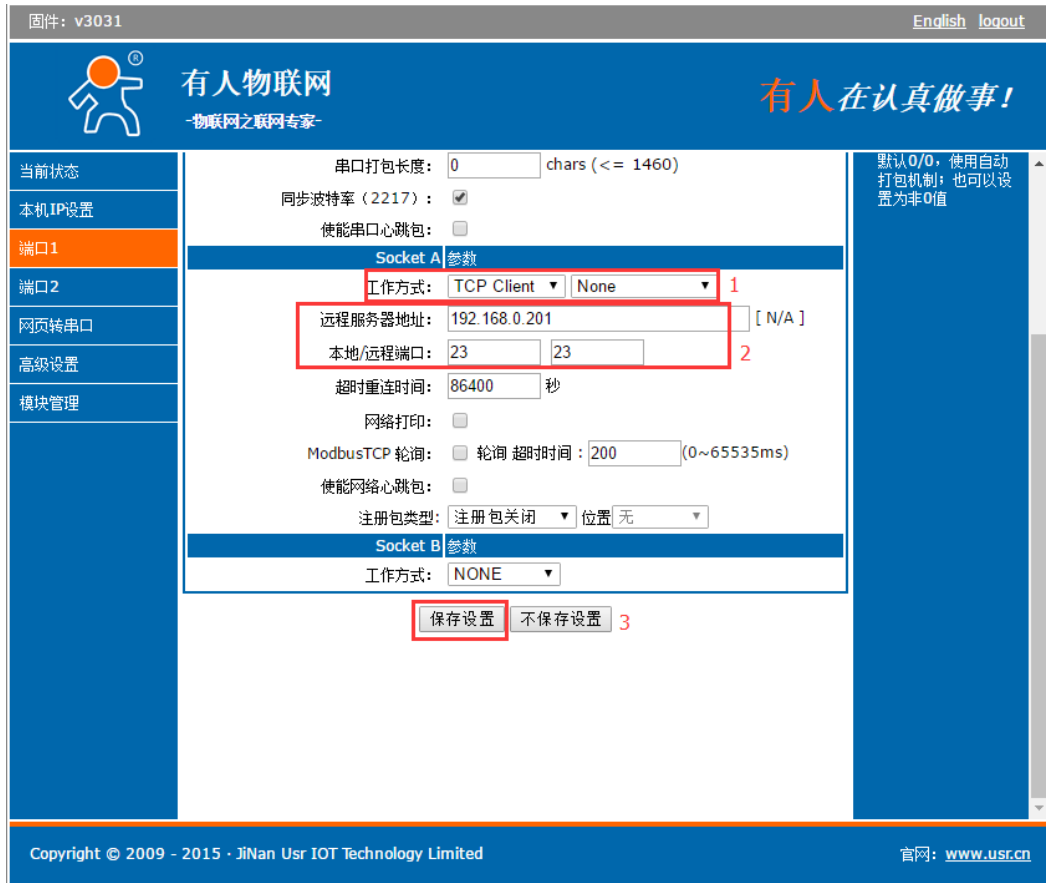 固件：v3031
English logout
®
有人物联网
-物联网之联网专家-
有人在认真做事！
当前状态
本机IP设置
端口1
端口2
网页转串口
高级设置
模块管理
串口打包长度： 0 chars (<= 1460)
同步波特率（2217）：
使能串口心跳包：
Socket A 参数
工作方式： TCP Client None 1
远程服务器地址： 192.168.0.201 [ N/A ]
本地/远程端口： 23 23 2
超时重连时间： 86400 秒
网络打印：
ModbusTCP 轮询： 轮询 超时时间：200 (0~65535ms)
使能网络心跳包：
注册包类型： 注册包关闭 位置 无
Socket B 参数
工作方式： NONE
保存设置 不保存设置 3
默认0/0，使用自动
打包机制；也可以设
置为非0值
Copyright © 2009 - 2015 · JiNan Usr IOT Technology Limited
官网：www.usr.cn